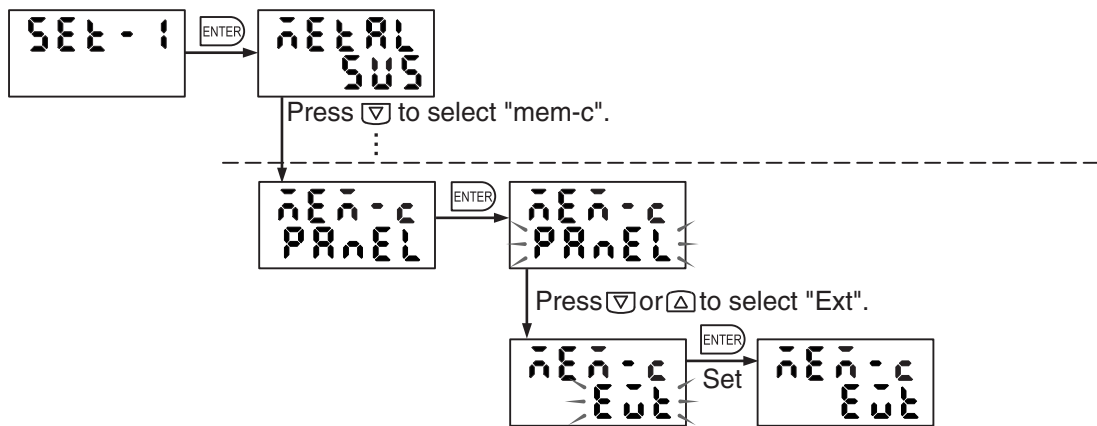 SEt-1
ENTER
mEtAL
SUS
Press to select "mem-c".
mEm-c
PAnEL
ENTER
mEm-c
PAnEL
Press or to select "Ext".
mEm-c
Ext
ENTER
Set
mEm-c
Ext